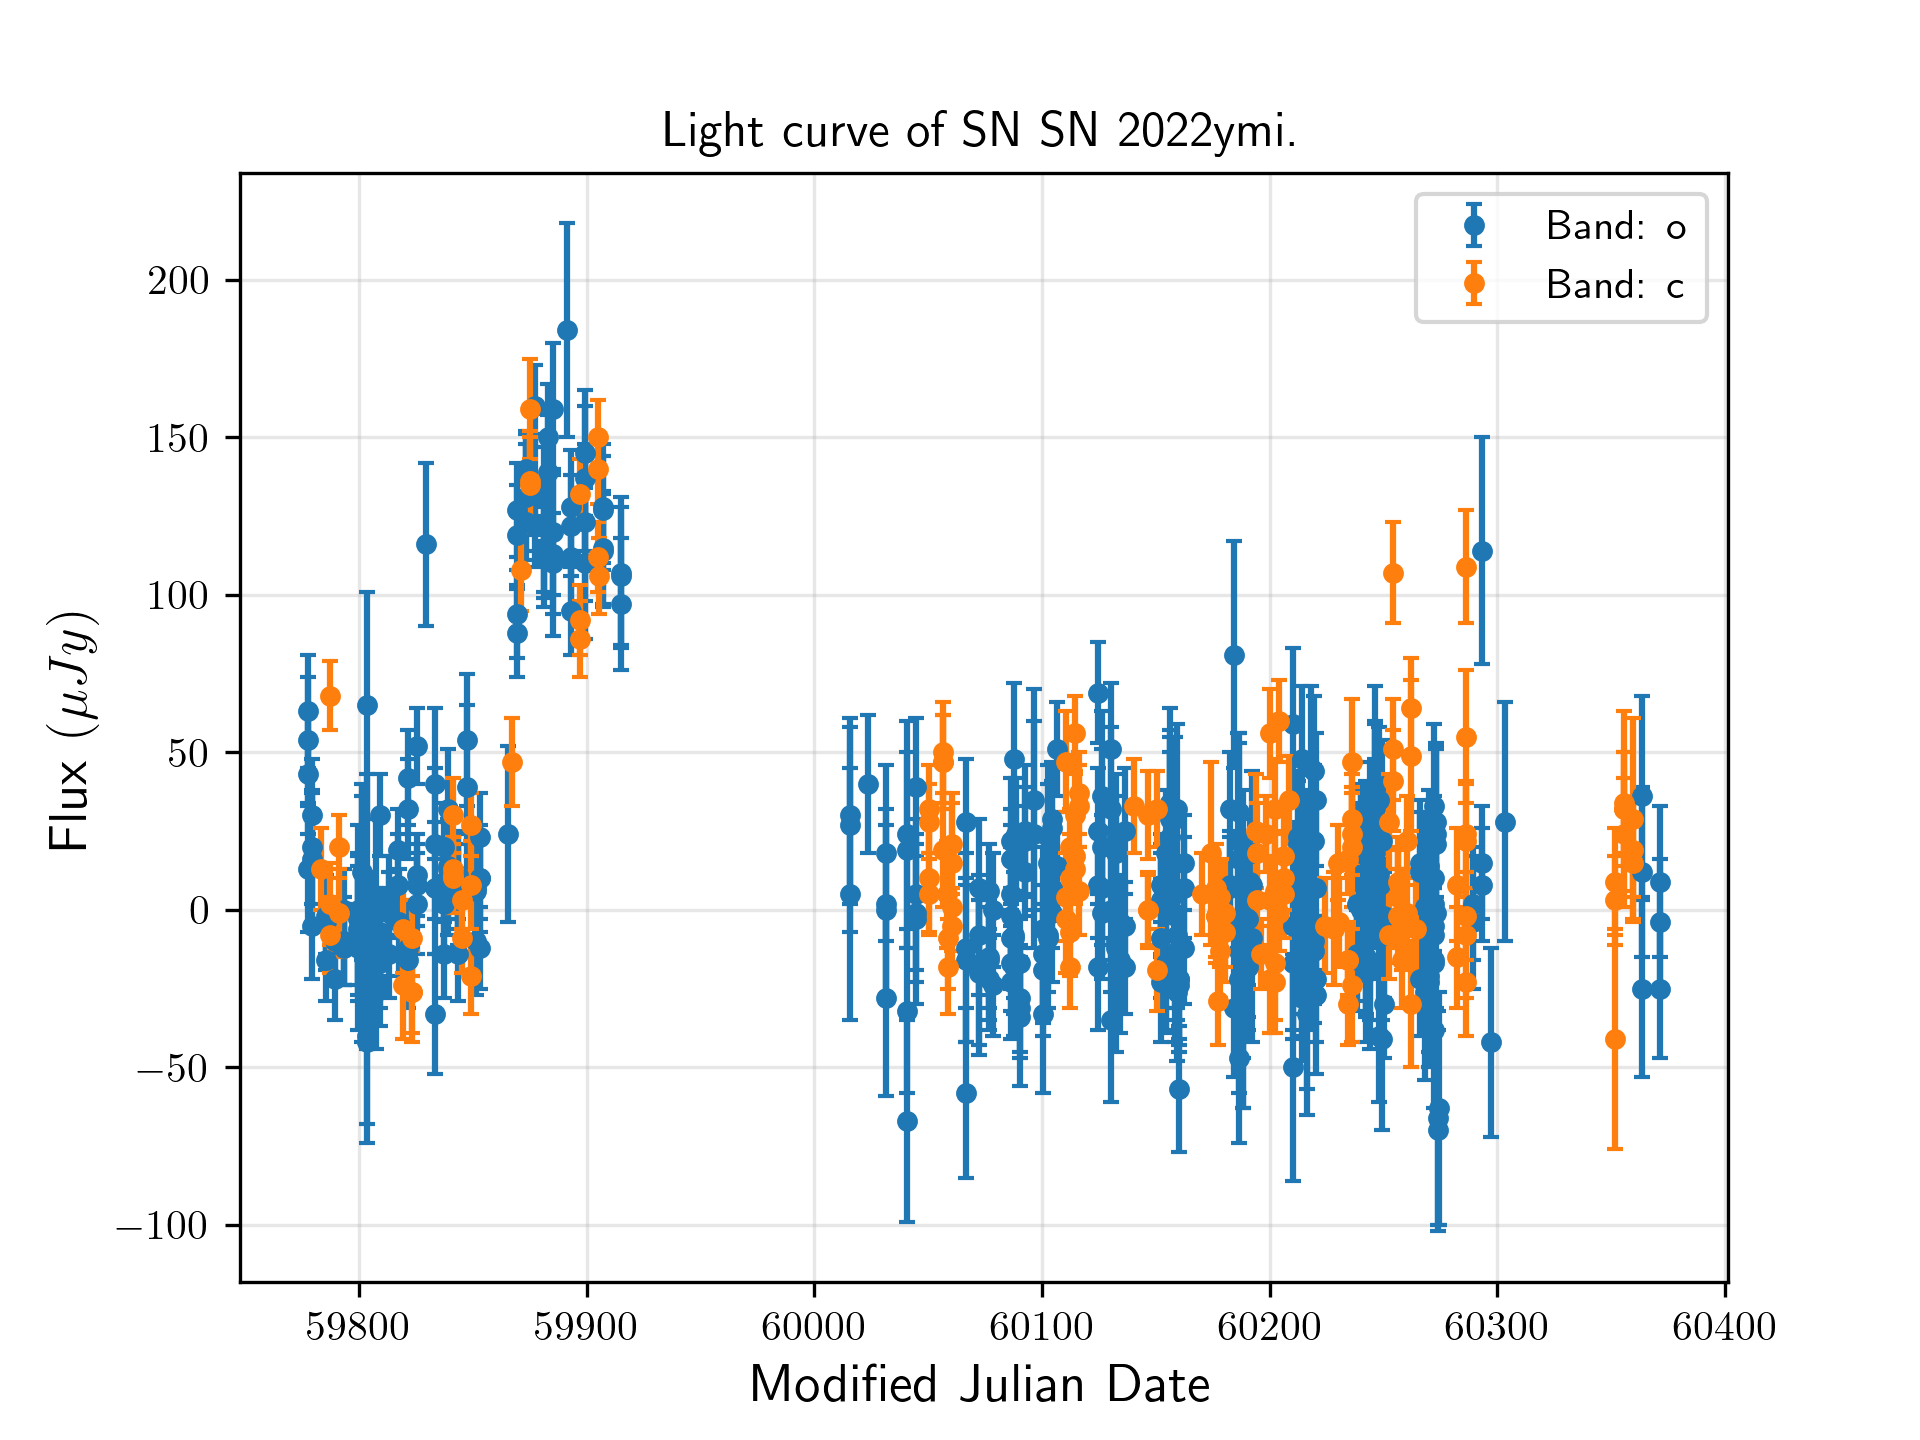 Light curve of SN SN 2022ymi.
Band: o
Band: c
Flux (μJy)
200
150
100
50
0
−50
−100
59800 59900 60000 60100 60200 60300 60400
Modified Julian Date